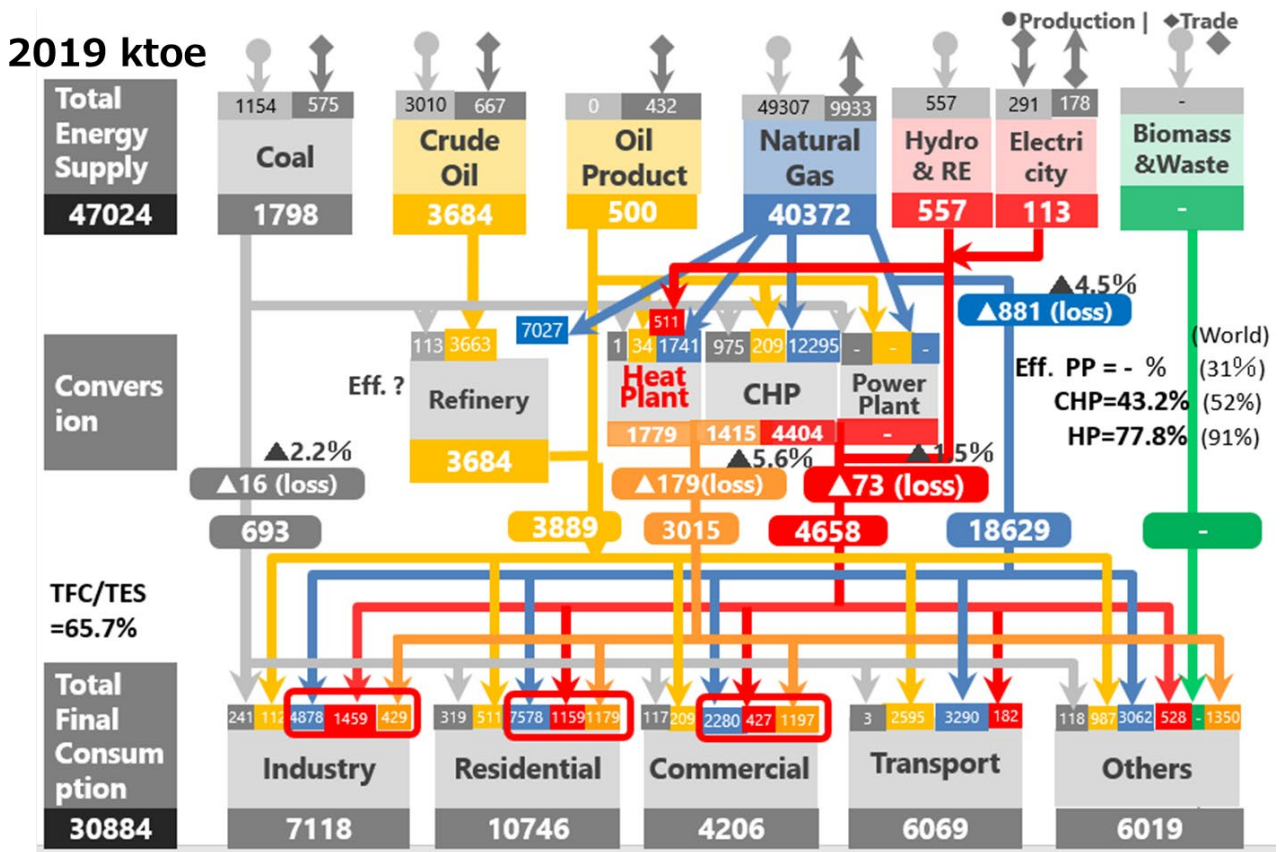 ●Production | ◆Trade
2019 ktoe
Total
Energy
Supply
47024
1154 575
Coal
1798
3010 667
Crude
Oil
3684
0 432
Oil
Product
500
49307 9933
Natural
Gas
40372
557
Hydro
& RE
557
291 178
Electri
city
113
-
Biomass
&Waste
-
Convers
ion
113 3663
Eff. ?
Refinery
3684
7027
511
1 34 1741
Heat
Plant
1779
975 209 12295
CHP
1415 4404
- - -
Power
Plant
-
▲4.5%
▲881 (loss)
(World)
Eff. PP = - % (31%)
CHP=43.2% (52%)
HP=77.8% (91%)
▲2.2%
▲16 (loss)
▲5.6%
▲179(loss)
▲1.5%
▲73 (loss)
693
3889
3015
4658
18629
-
TFC/TES
=65.7%
Total
Final
Consum
ption
30884
241 112 4878 1459 429
Industry
7118
319 511 7578 1159 1179
Residential
10746
117 209 2280 427 1197
Commercial
4206
3 2595 3290 182
Transport
6069
118 987 3062 528 - 1350
Others
6019